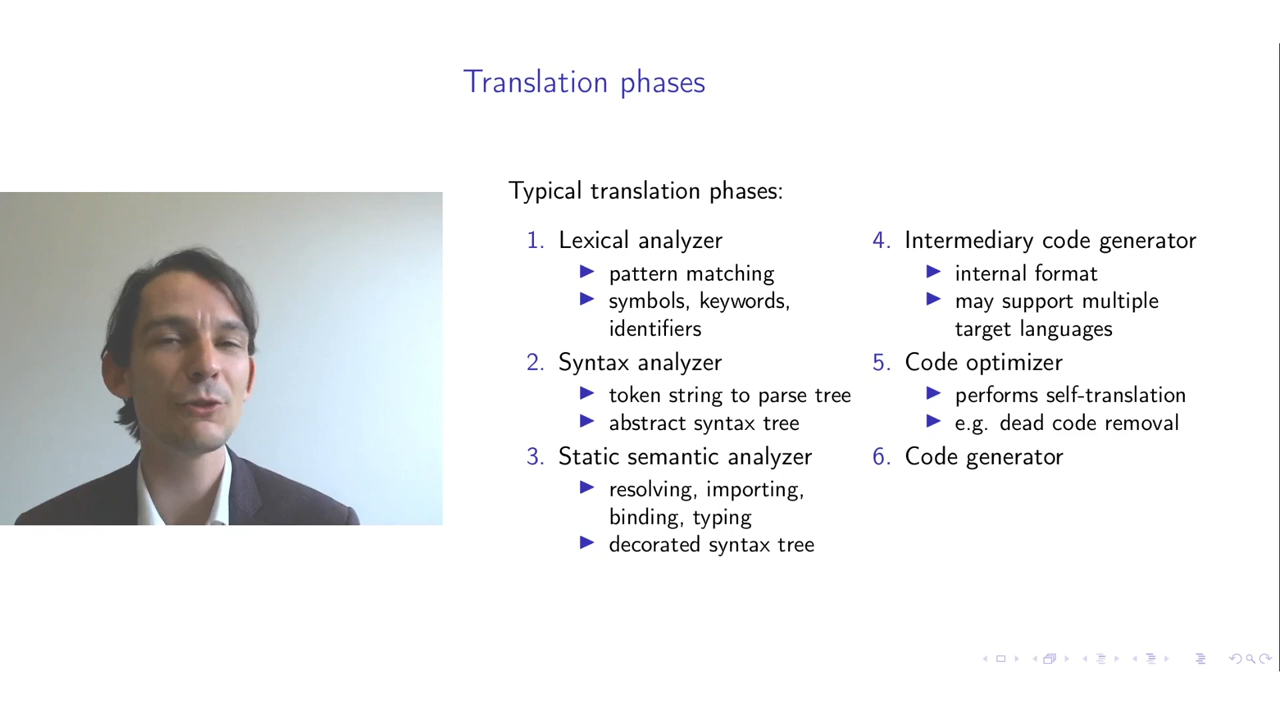 Translation phases
Typical translation phases:
1. Lexical analyzer
▶ pattern matching
▶ symbols, keywords,
identifiers
2. Syntax analyzer
▶ token string to parse tree
▶ abstract syntax tree
3. Static semantic analyzer
▶ resolving, importing,
binding, typing
▶ decorated syntax tree
4. Intermediary code generator
▶ internal format
▶ may support multiple
target languages
5. Code optimizer
▶ performs self-translation
▶ e.g. dead code removal
6. Code generator